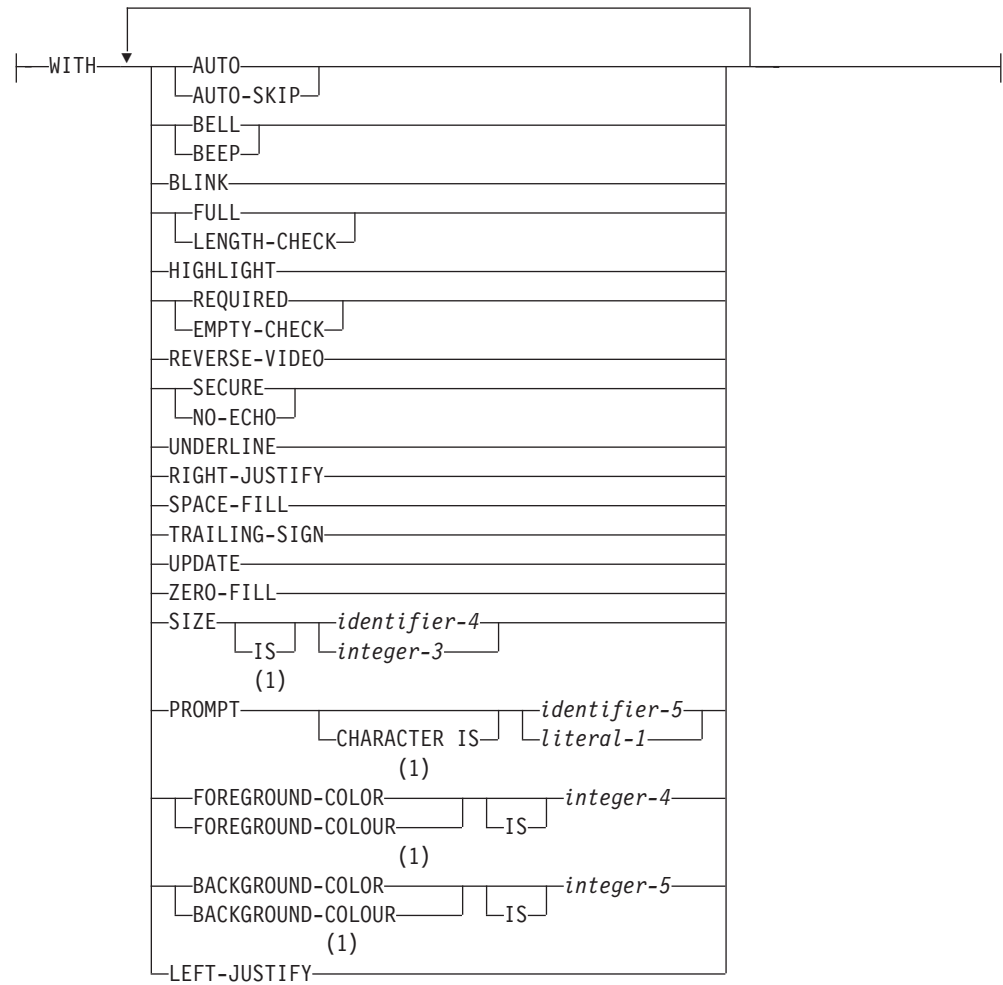 WITH AUTO
AUTO-SKIP
BELL
BEEP
BLINK
FULL
LENGTH-CHECK
HIGHLIGHT
REQUIRED
EMPTY-CHECK
REVERSE-VIDEO
SECURE
NO-ECHO
UNDERLINE
RIGHT-JUSTIFY
SPACE-FILL
TRAILING-SIGN
UPDATE
ZERO-FILL
SIZE identifier-4
IS integer-3
(1)
PROMPT identifier-5
CHARACTER IS literal-1
(1)
FOREGROUND-COLOR integer-4
FOREGROUND-COLOUR IS
(1)
BACKGROUND-COLOR integer-5
BACKGROUND-COLOUR IS
(1)
LEFT-JUSTIFY